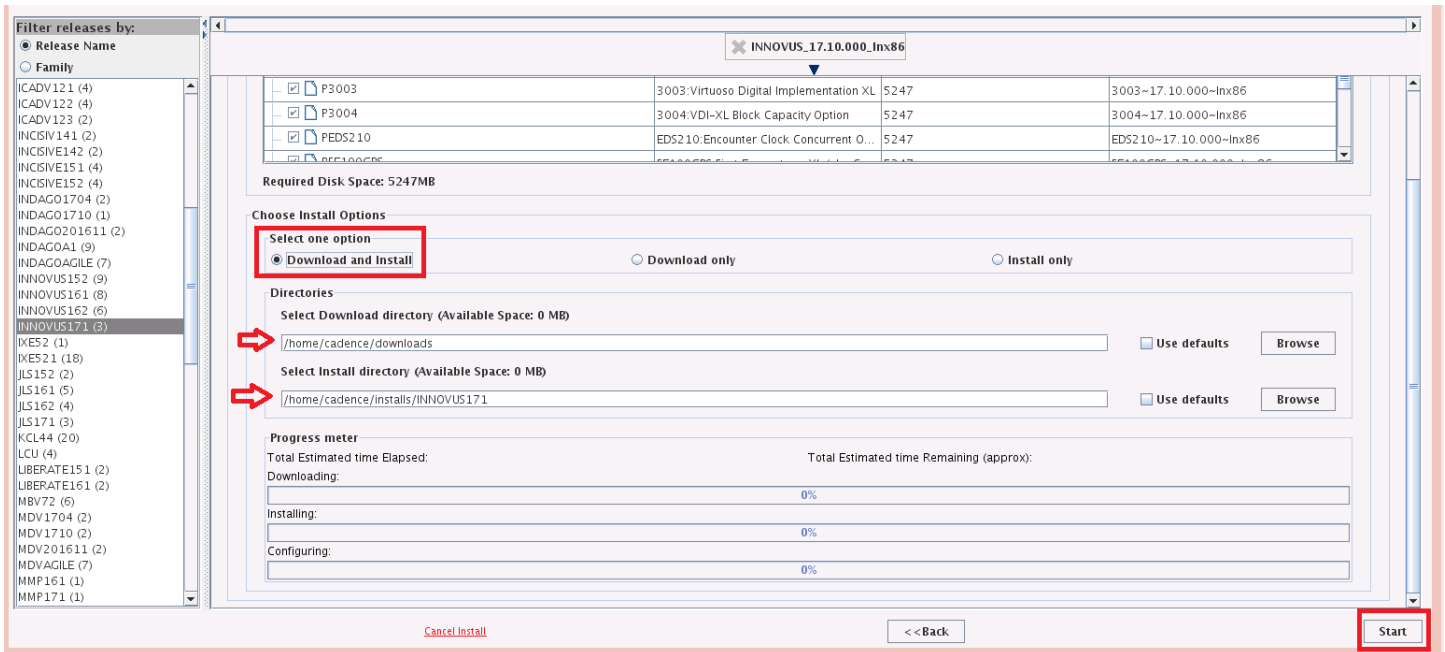 Filter releases by:
Release Name
Family
ICADV121 (4)
ICADV122 (4)
ICADV123 (2)
INCISIV141 (2)
INCISIVE142 (2)
INCISIVE151 (4)
INCISIVE152 (4)
INDAGO1704 (2)
INDAGO1710 (1)
INDAGO201611 (2)
INDAGOA1 (9)
INDAGOAGILE (7)
INNOVUS152 (9)
INNOVUS161 (8)
INNOVUS162 (6)
INNOVUS171 (3)
IXE52 (1)
IXE521 (18)
JLS152 (2)
JLS161 (5)
JLS162 (4)
JLS171 (3)
KCL44 (20)
LCU (4)
LIBERATE151 (2)
LIBERATE161 (2)
MBV72 (6)
MDV1704 (2)
MDV1710 (2)
MDV201611 (2)
MDVAGILE (7)
MMP161 (1)
MMP171 (1)
INNOVUS_17.10.000_lnx86
P3003 3003:Virtuoso Digital Implementation XL 5247 3003~17.10.000~lnx86
P3004 3004:VDI-XL Block Capacity Option 5247 3004~17.10.000~lnx86
PEDS210 EDS210:Encounter Clock Concurrent O... 5247 EDS210~17.10.000~lnx86
Required Disk Space: 5247MB
Choose Install Options
Select one option
Download and Install Download only Install only
Directories
Select Download directory (Available Space: 0 MB)
/home/cadence/downloads Use defaults Browse
Select Install directory (Available Space: 0 MB)
/home/cadence/installs/INNOVUS171 Use defaults Browse
Progress meter
Total Estimated time Elapsed: Total Estimated time Remaining (approx):
Downloading:
0%
Installing:
0%
Configuring:
0%
Cancel Install <<Back Start